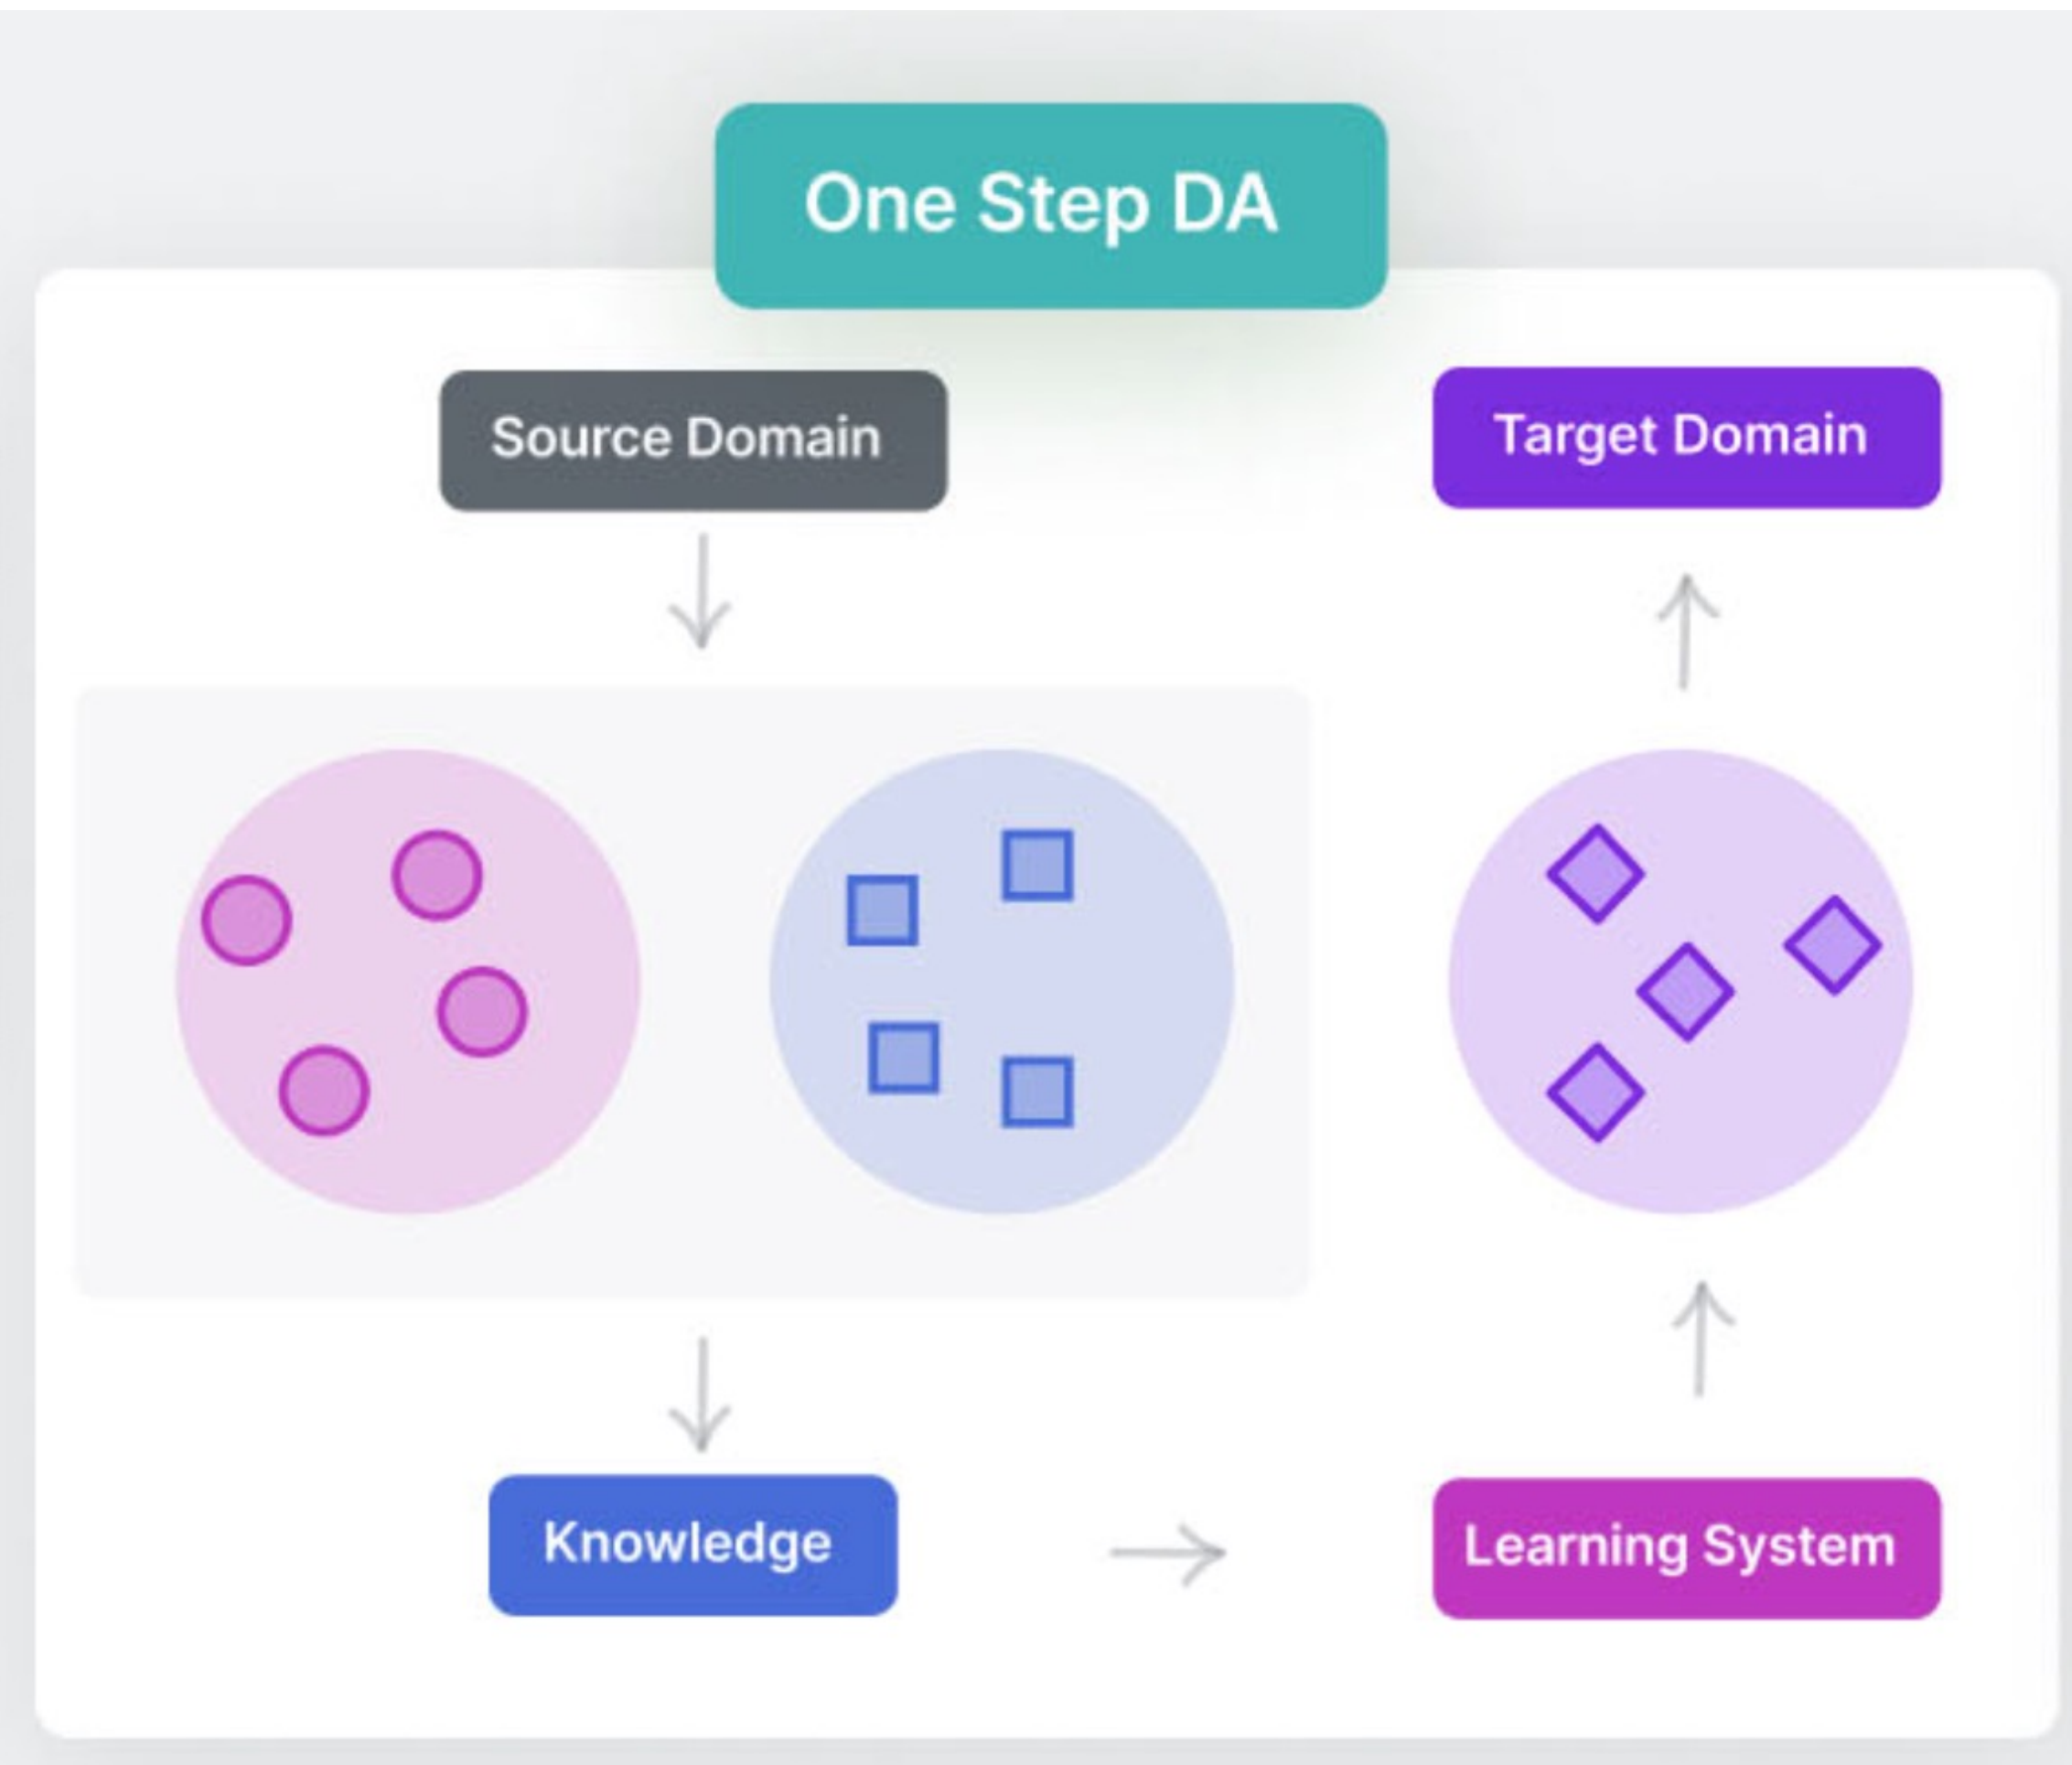 One Step DA
Source Domain
Target Domain
Knowledge
Learning System